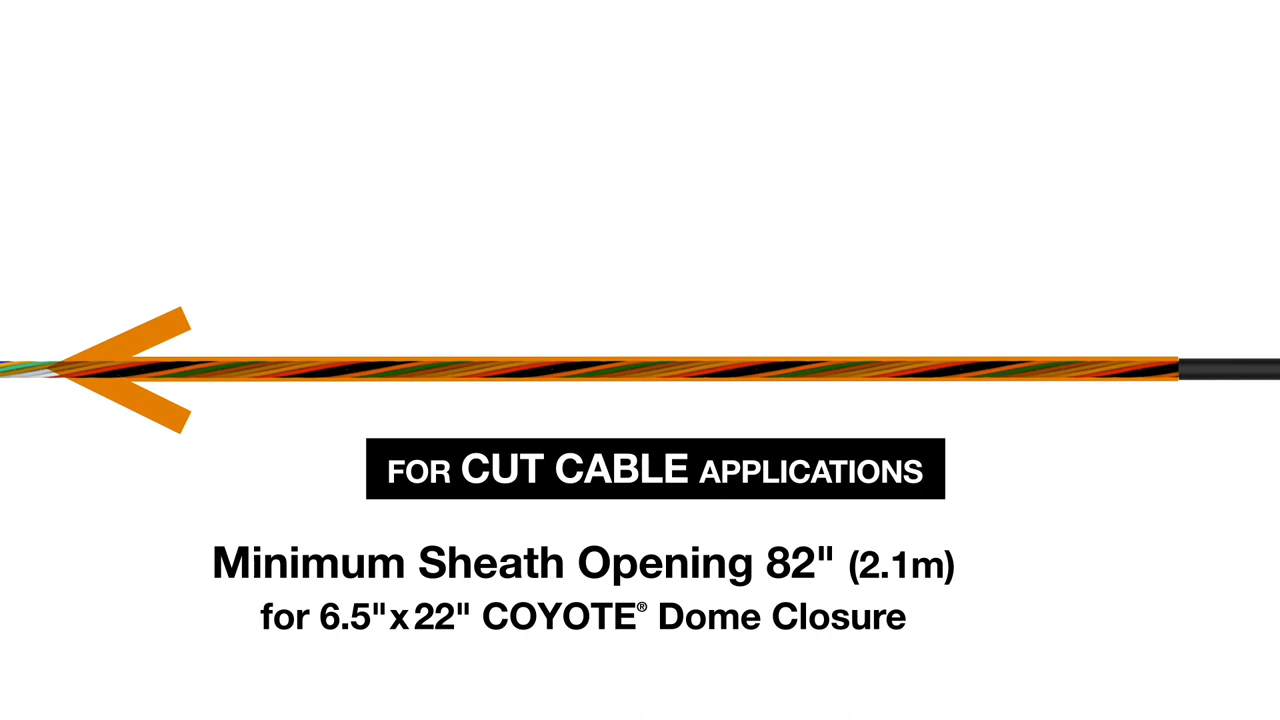 FOR CUT CABLE APPLICATIONS
Minimum Sheath Opening 82" (2.1m)
for 6.5"x22" COYOTE® Dome Closure